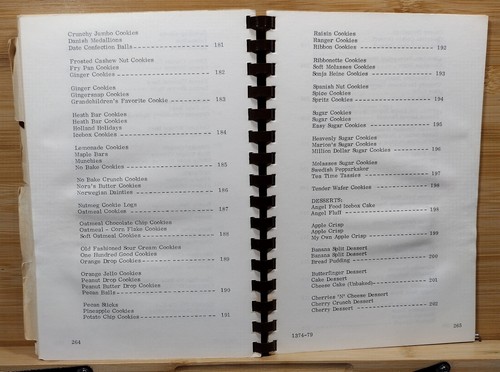 Crunchy Jumbo Cookies
Danish Medallions
Date Confection Balls--------------------- 181
Frosted Cashew Nut Cookies
Fry Pan Cookies
Ginger Cookies---------------------------- 182
Ginger Cookies
Gingersnap Cookies
Grandchildren's Favorite Cookie----------- 183
Heath Bar Cookies
Heath Bar Cookies
Holland Holidays
Icebox Cookies---------------------------- 184
Lemonade Cookies
Maple Bars
Munchies
No Bake Cookies--------------------------- 185
No Bake Crunch Cookies
Nora's Butter Cookies
Norwegian Dainties------------------------ 186
Nutmeg Cookie Logs
Oatmeal Cookies--------------------------- 187
Oatmeal Chocolate Chip Cookies
Oatmeal - Corn Flake Cookies
Soft Oatmeal Cookies---------------------- 188
Old Fashioned Sour Cream Cookies
One Hundred Good Cookies
Orange Drop Cookies----------------------- 189
Orange Jello Cookies
Peanut Drop Cookies
Peanut Butter Drop Cookies
Pecan Balls------------------------------- 190
Pecan Sticks
Pineapple Cookies
Potato Chip Cookies----------------------- 191
264
Raisin Cookies
Ranger Cookies
Ribbon Cookies---------------------------- 192
Ribbonette Cookies
Soft Molasses Cookies
Sonja Heine Cookies----------------------- 193
Spanish Nut Cookies
Spice Cookies
Spritz Cookies---------------------------- 194
Sugar Cookies
Sugar Cookies
Easy Sugar Cookies------------------------ 195
Heavenly Sugar Cookies
Marion's Sugar Cookies
Million Dollar Sugar Cookies-------------- 196
Molasses Sugar Cookies
Swedish Pepparkakor
Tea Time Tassies-------------------------- 197
Tender Wafer Cookies---------------------- 198
DESSERTS:
Angel Food Icebox Cake
Angel Fluff------------------------------- 198
Apple Crisp
Apple Crisp
My Own Apple Crisp------------------------ 199
Banana Split Dessert
Banana Split Dessert
Bread Pudding----------------------------- 200
Butterfinger Dessert
Cake Dessert
Cheese Cake (Unbaked)--------------------- 201
Cherries 'N' Cheese Dessert
Cherry Crunch Dessert
Cherry Dessert---------------------------- 202
1374-79
265